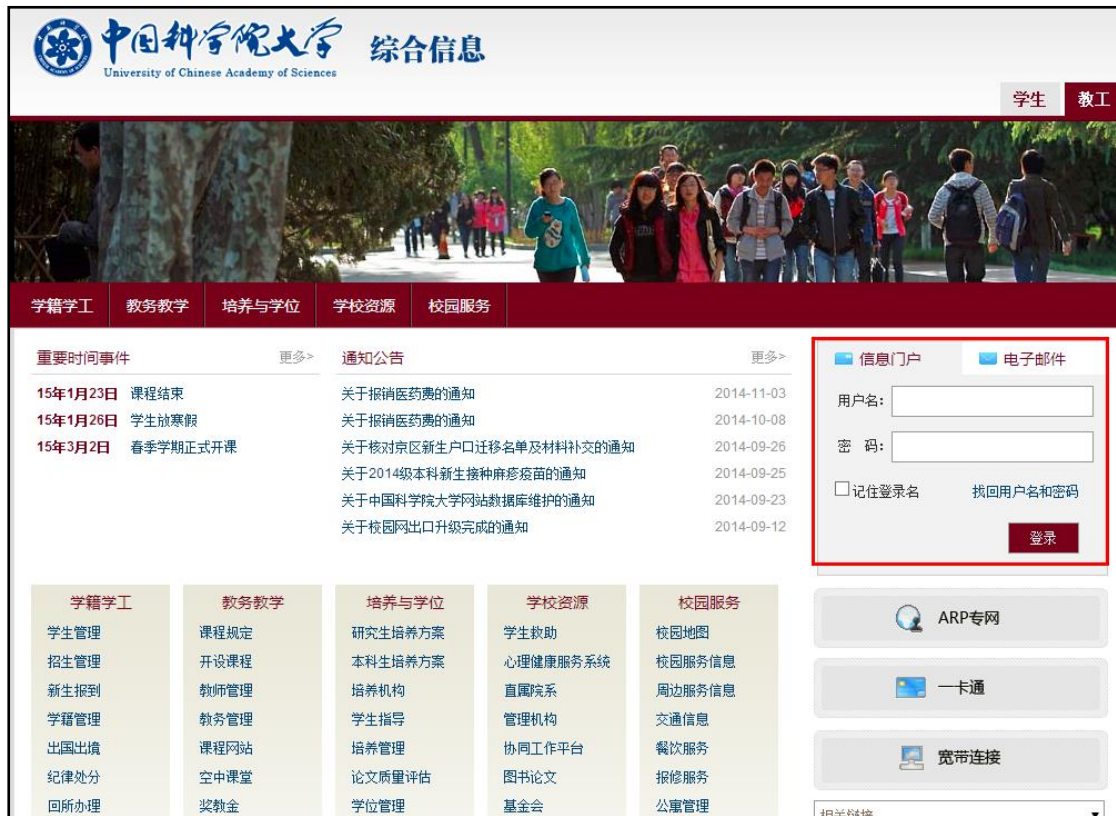 中国科学院大学 综合信息
University of Chinese Academy of Sciences
学生 教工
学籍学工 教务教学 培养与学位 学校资源 校园服务
重要时间事件 更多>
15年1月23日 课程结束
15年1月26日 学生放寒假
15年3月2日 春季学期正式开课
通知公告 更多>
关于报销医药费的通知 2014-11-03
关于报销医药费的通知 2014-10-08
关于核对京区新生户口迁移名单及材料补交的通知 2014-09-26
关于2014级本科新生接种麻疹疫苗的通知 2014-09-25
关于中国科学院大学网站数据库维护的通知 2014-09-23
关于校园网出口升级完成的通知 2014-09-12
信息门户 电子邮件
用户名:
密 码:
记住登录名 找回用户名和密码
登录
学籍学工
学生管理
招生管理
新生报到
学籍管理
出国出境
纪律处分
回所办理
教务教学
课程规定
开设课程
教师管理
教务管理
课程网站
空中课堂
奖教金
培养与学位
研究生培养方案
本科生培养方案
培养机构
学生指导
培养管理
论文质量评估
学位管理
学校资源
学生救助
心理健康服务系统
直属院系
管理机构
协同工作平台
图书论文
基金会
校园服务
校园地图
校园服务信息
周边服务信息
交通信息
餐饮服务
报修服务
公寓管理
ARP专网
一卡通
宽带连接
相关链接